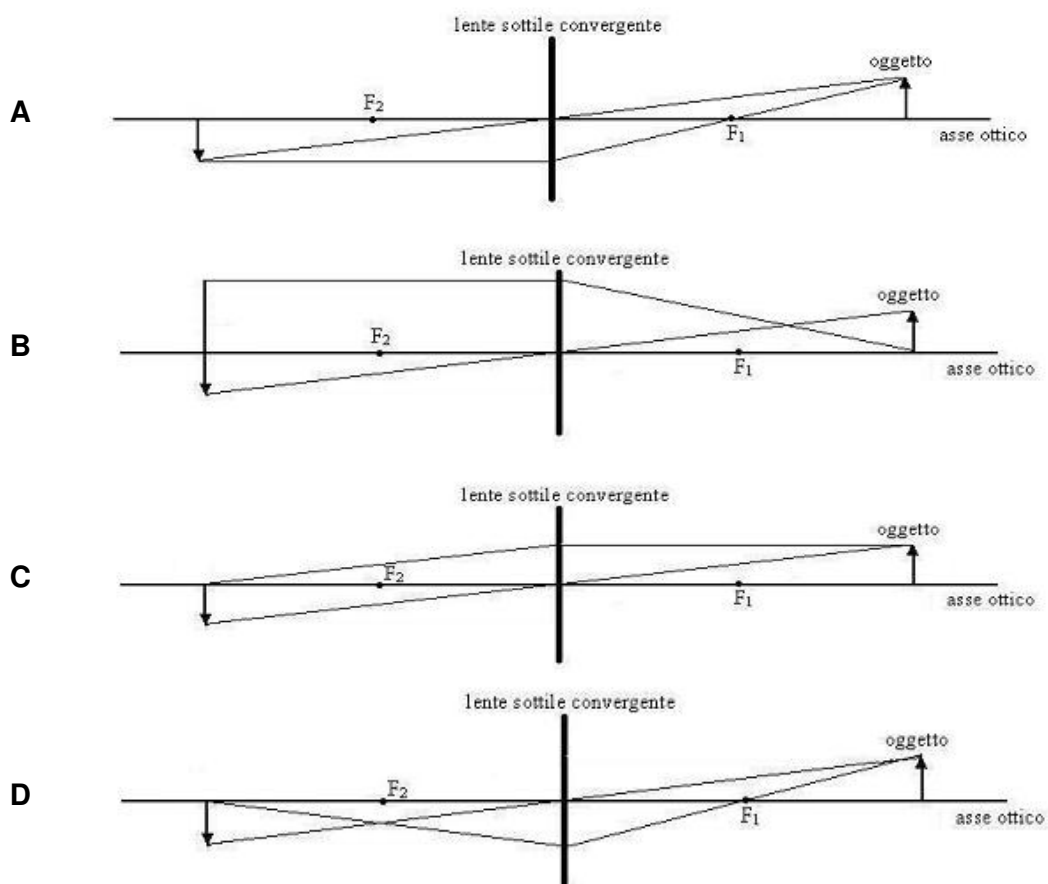 lente sottile convergente
oggetto
A
F2
F1
asse ottico
lente sottile convergente
oggetto
B
F2
F1
asse ottico
lente sottile convergente
oggetto
C
F2
F1
asse ottico
lente sottile convergente
oggetto
D
F2
F1
asse ottico